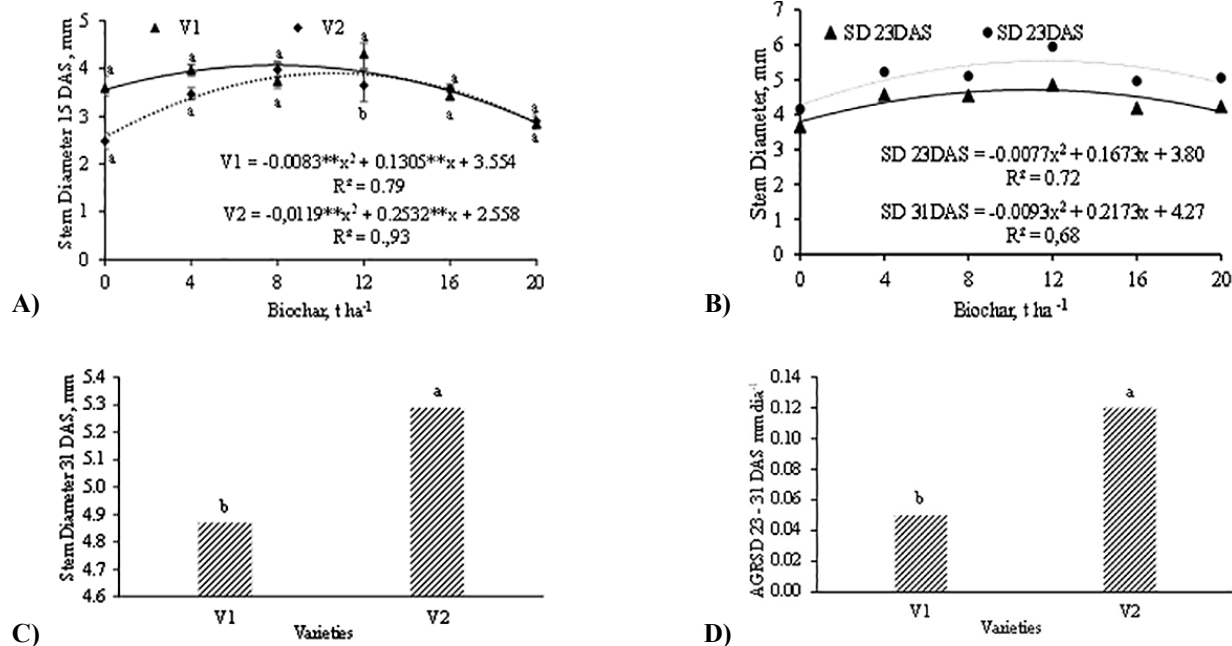 V1 V2
Stem Diameter 15 DAS, mm
5
4
3
2
1
0
a a a a a a
a a a b a a
V1 = -0.0083**x² + 0.1305**x + 3.554
R² = 0.79
V2 = -0,0119**x² + 0.2532**x + 2.558
R² = 0.,93
0 4 8 12 16 20
Biochar, t ha⁻¹
A)
SD 23DAS SD 23DAS
Stem Diameter, mm
7
6
5
4
3
2
1
0
SD 23DAS = -0.0077x² + 0.1673x + 3.80
R² = 0.72
SD 31DAS = -0.0093x² + 0.2173x + 4.27
R² = 0,68
0 4 8 12 16 20
Biochar, t ha⁻¹
B)
Stem Diameter 31 DAS, mm
5.4
5.3
5.2
5.1
5.0
4.9
4.8
4.7
4.6
b a
V1 V2
Varieties
C)
AGRSD 23 - 31 DAS mm dia⁻¹
0.14
0.12
0.10
0.08
0.06
0.04
0.02
0.00
b a
V1 V2
Varieties
D)